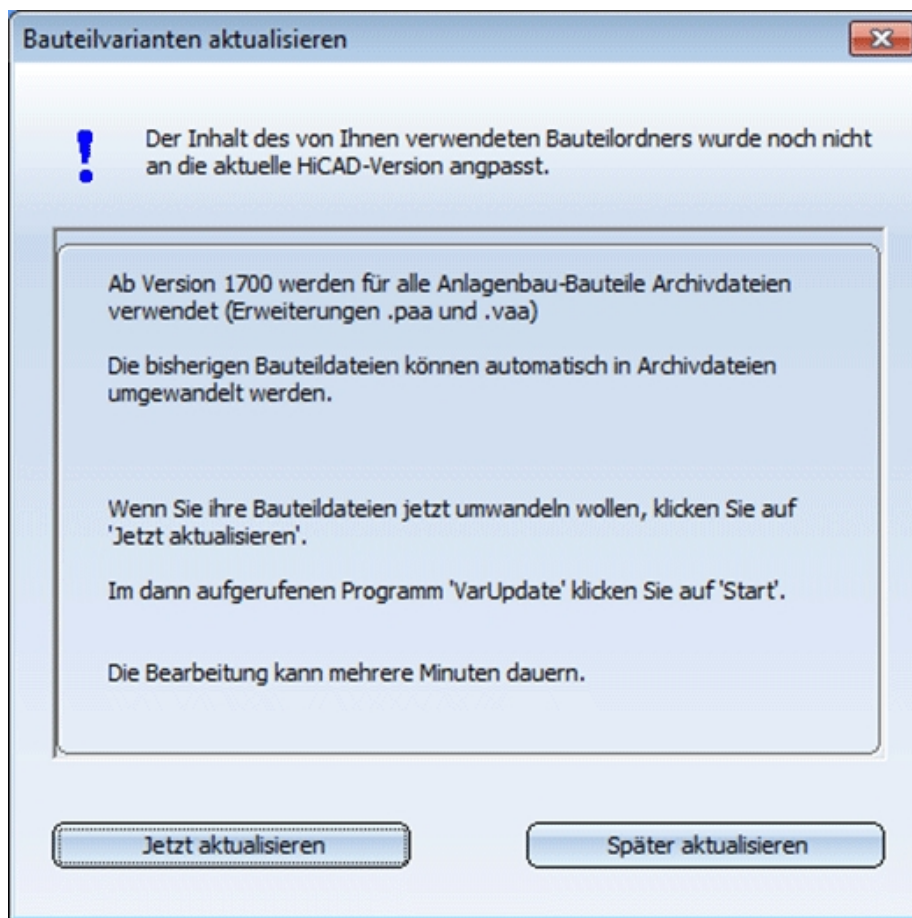 Bauteilvarianten aktualisieren
Der Inhalt des von Ihnen verwendeten Bauteilordners wurde noch nicht
an die aktuelle HiCAD-Version angpasst.
Ab Version 1700 werden für alle Anlagenbau-Bauteile Archivdateien
verwendet (Erweiterungen .paa und .vaa)
Die bisherigen Bauteildateien können automatisch in Archivdateien
umgewandelt werden.
Wenn Sie ihre Bauteildateien jetzt umwandeln wollen, klicken Sie auf
'Jetzt aktualisieren'.
Im dann aufgerufenen Programm 'VarUpdate' klicken Sie auf 'Start'.
Die Bearbeitung kann mehrere Minuten dauern.
Jetzt aktualisieren
Später aktualisieren